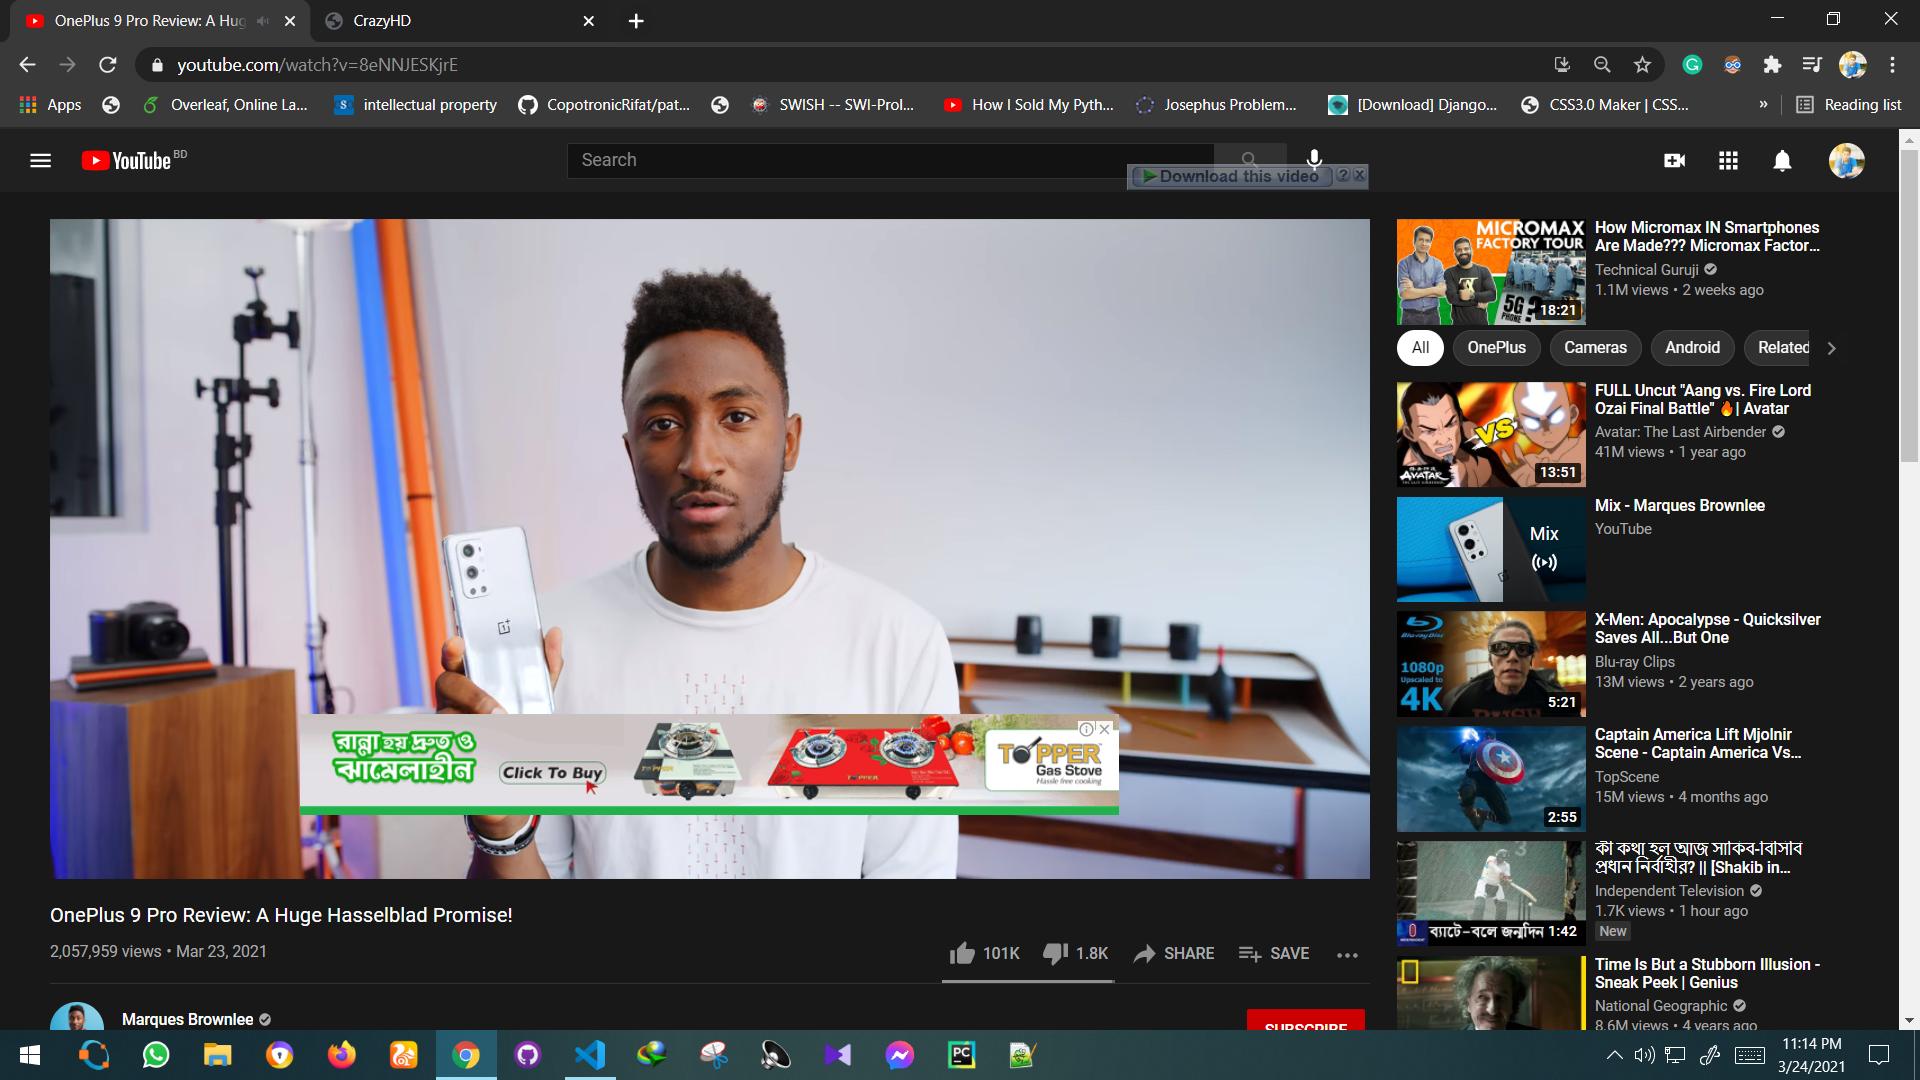 OnePlus 9 Pro Review: A Hug
CrazyHD
youtube.com/watch?v=8eNNJESKjrE
Apps
Overleaf, Online La...
intellectual property
CopotronicRifat/pat...
SWISH -- SWI-Prol...
How I Sold My Pyth...
Josephus Problem...
[Download] Django...
CSS3.0 Maker | CSS...
»
Reading list
YouTube BD
Search
Download this video
MICROMAX
FACTORY TOUR
5G ?
PHONE
18:21
How Micromax IN Smartphones
Are Made??? Micromax Factor...
Technical Guruji
1.1M views • 2 weeks ago
All
OnePlus
Cameras
Android
Related
VS
AVATAR
13:51
FULL Uncut "Aang vs. Fire Lord
Ozai Final Battle" 🔥| Avatar
Avatar: The Last Airbender
41M views • 1 year ago
Mix
Mix - Marques Brownlee
YouTube
Blu-ray Disc
1080p
Upscaled to
4K
5:21
X-Men: Apocalypse - Quicksilver
Saves All...But One
Blu-ray Clips
13M views • 2 years ago
2:55
Captain America Lift Mjolnir
Scene - Captain America Vs...
TopScene
15M views • 4 months ago
রান্না হয় দ্রুত ও
ঝামেলাহীন
Click To Buy
TOPPER
Gas Stove
Hassle free cooking
ব্যাটে-বলে জন্মদিন 1:42
কী কথা হল আজ সাকিব-বিসিবি
প্রধান নির্বাহীর? || [Shakib in...
Independent Television
1.7K views • 1 hour ago
New
Time Is But a Stubborn Illusion -
Sneak Peek | Genius
National Geographic
8.6M views • 4 years ago
OnePlus 9 Pro Review: A Huge Hasselblad Promise!
2,057,959 views • Mar 23, 2021
101K
1.8K
SHARE
SAVE
Marques Brownlee
SUBSCRIBE
11:14 PM
3/24/2021